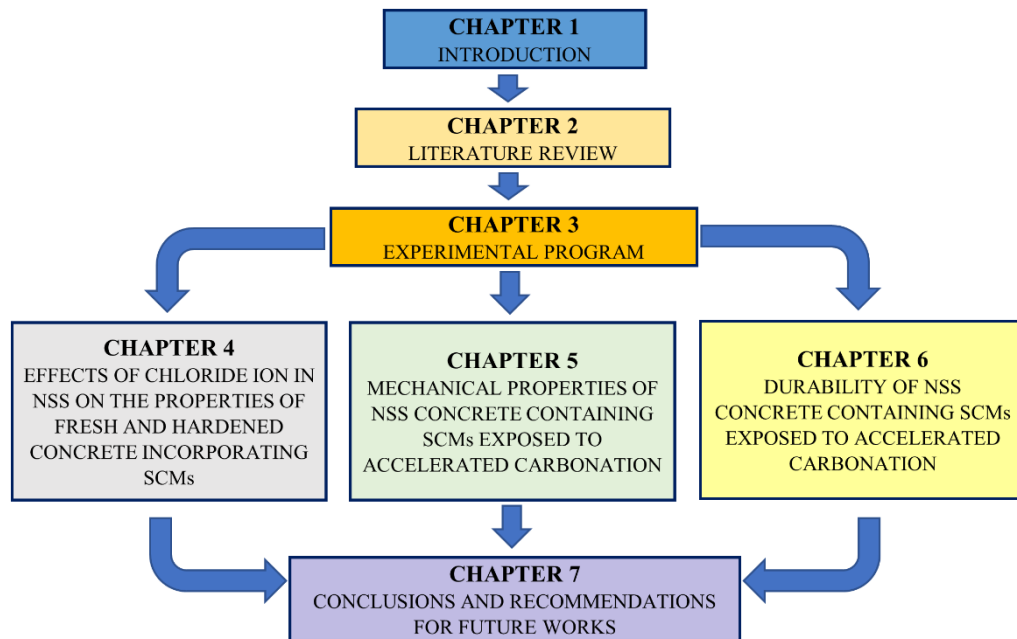 CHAPTER 1
INTRODUCTION
CHAPTER 2
LITERATURE REVIEW
CHAPTER 3
EXPERIMENTAL PROGRAM
CHAPTER 4
EFFECTS OF CHLORIDE ION IN
NSS ON THE PROPERTIES OF
FRESH AND HARDENED
CONCRETE INCORPORATING
SCMs
CHAPTER 5
MECHANICAL PROPERTIES OF
NSS CONCRETE CONTAINING
SCMs EXPOSED TO
ACCELERATED CARBONATION
CHAPTER 6
DURABILITY OF NSS
CONCRETE CONTAINING SCMs
EXPOSED TO ACCELERATED
CARBONATION
CHAPTER 7
CONCLUSIONS AND RECOMMENDATIONS
FOR FUTURE WORKS